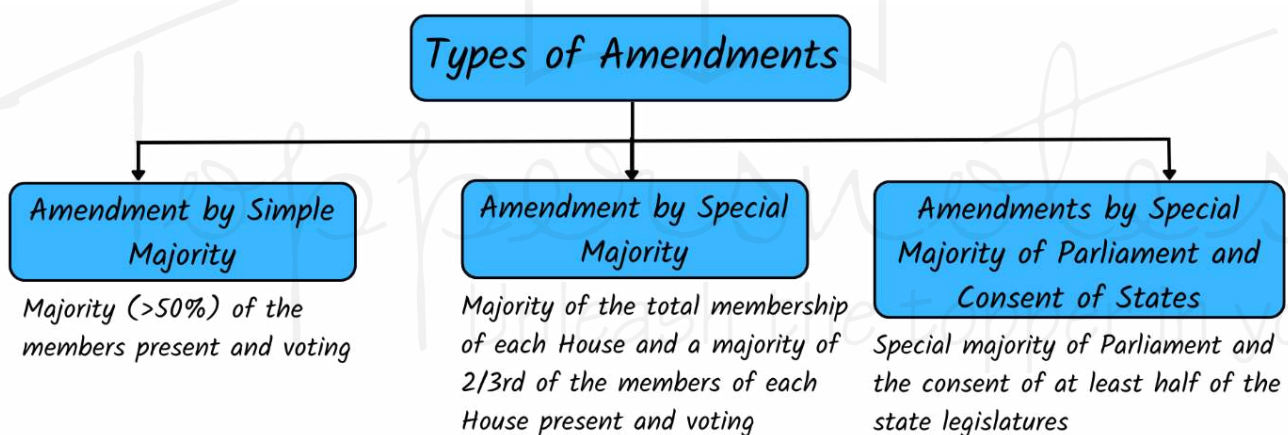 Types of Amendments
Amendment by Simple
Majority
Majority (>50%) of the
members present and voting
Amendment by Special
Majority
Majority of the total membership
of each House and a majority of
2/3rd of the members of each
House present and voting
Amendments by Special
Majority of Parliament and
Consent of States
Special majority of Parliament and
the consent of at least half of the
state legislatures
Toppersnotes